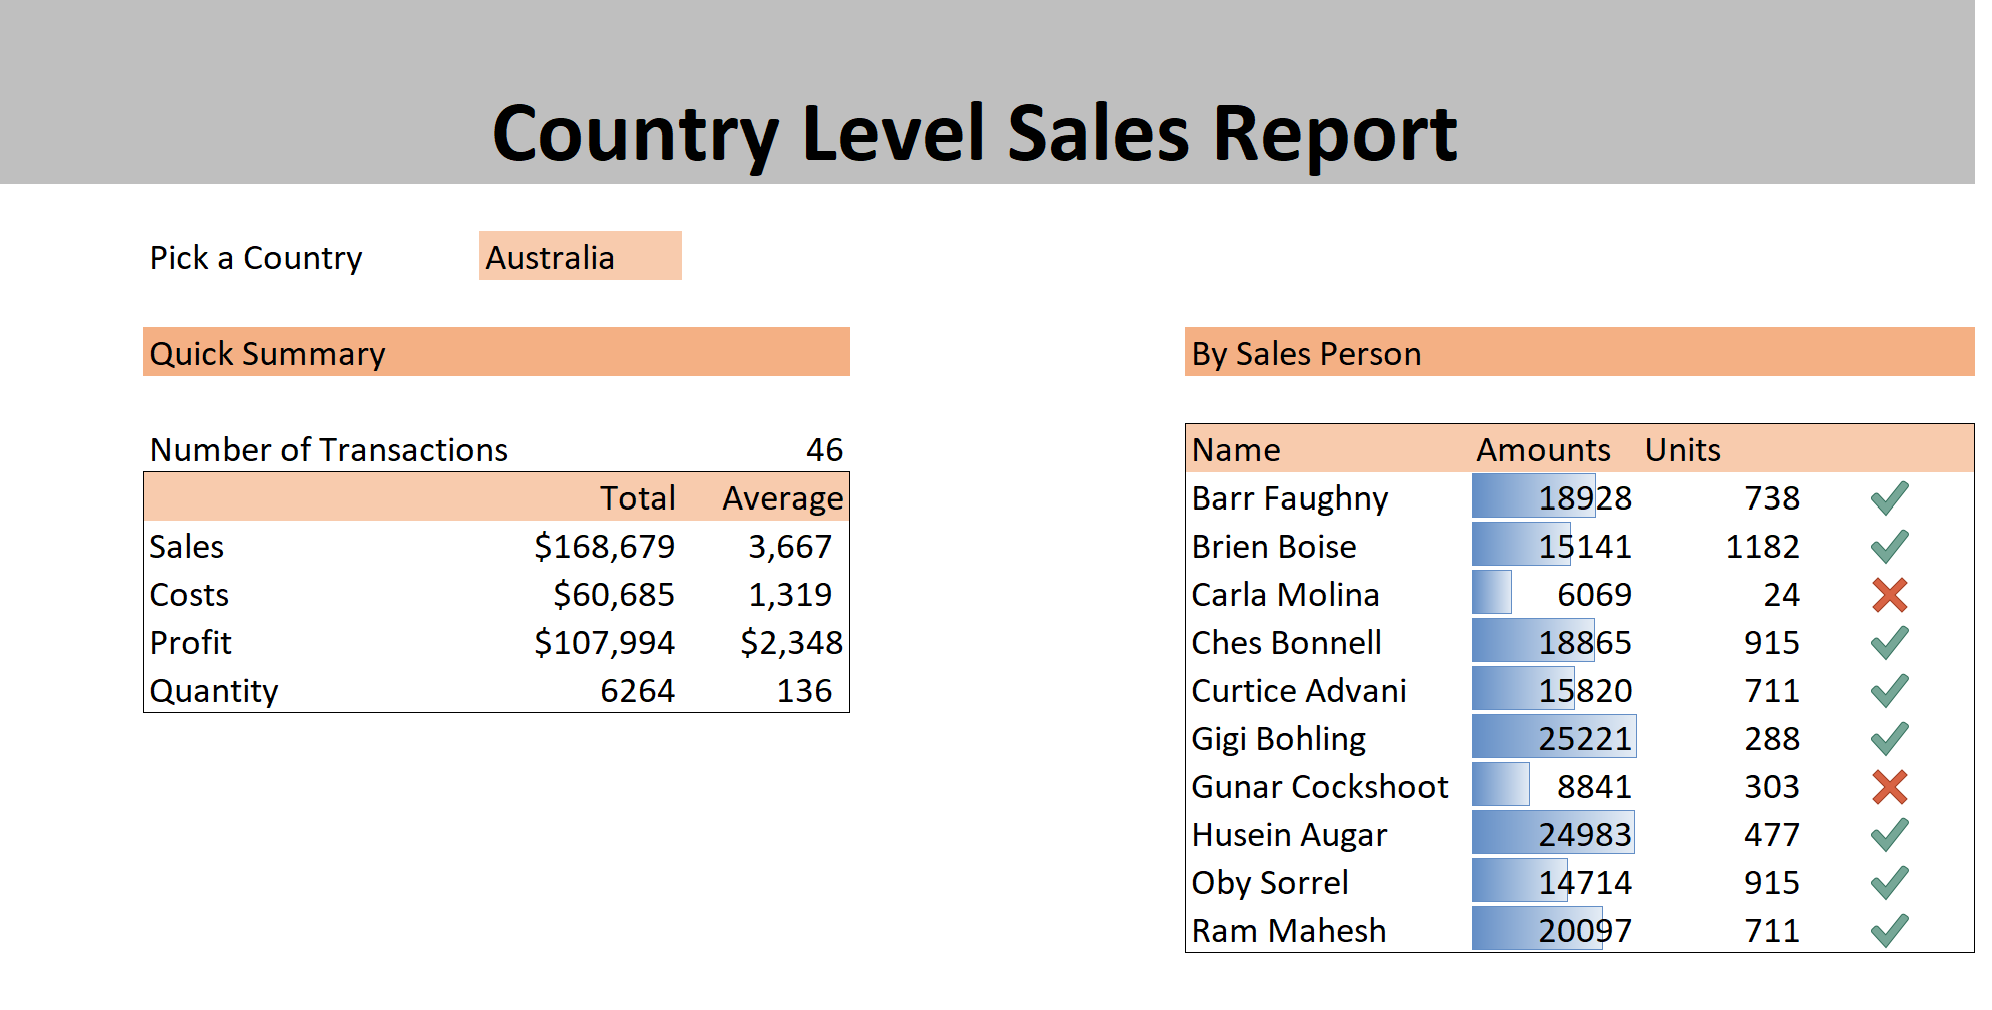 Country Level Sales Report
Pick a Country Australia
Quick Summary
Number of Transactions 46
Total Average
Sales $168,679 3,667
Costs $60,685 1,319
Profit $107,994 $2,348
Quantity 6264 136
By Sales Person
Name Amounts Units
Barr Faughny 18928 738
Brien Boise 15141 1182
Carla Molina 6069 24
Ches Bonnell 18865 915
Curtice Advani 15820 711
Gigi Bohling 25221 288
Gunar Cockshoot 8841 303
Husein Augar 24983 477
Oby Sorrel 14714 915
Ram Mahesh 20097 711